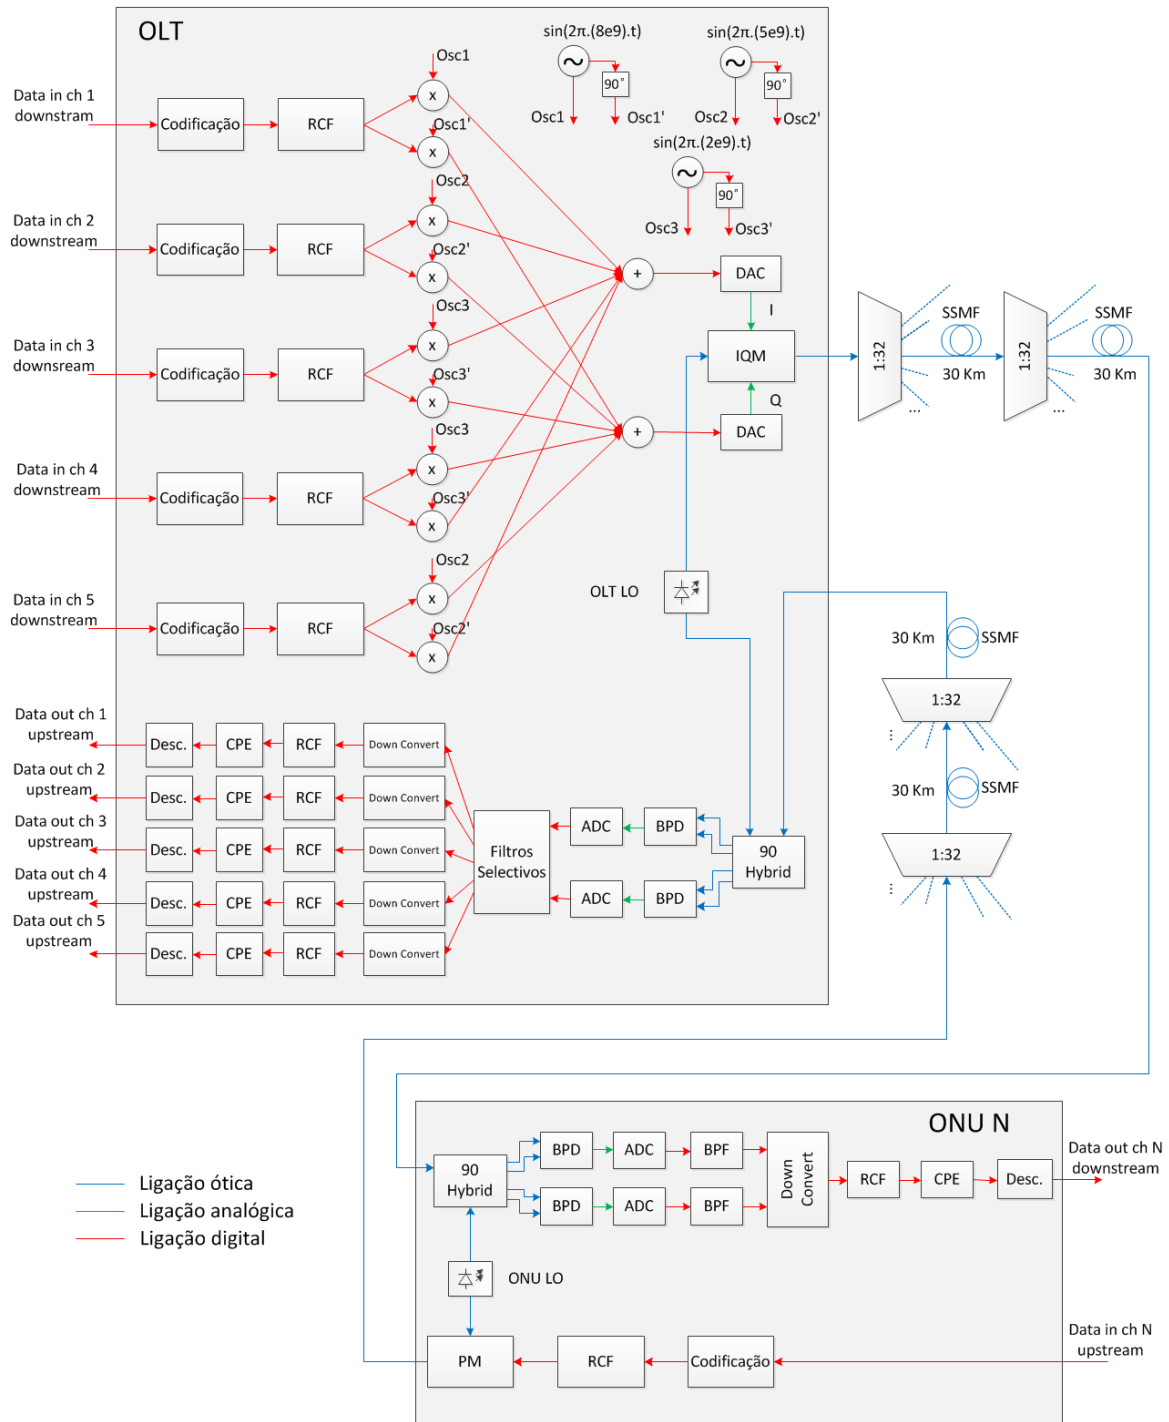 OLT
sin(2π.(8e9).t)
sin(2π.(5e9).t)
Osc1
90°
90°
Osc1
Osc1'
Osc2
Osc2'
sin(2π.(2e9).t)
90°
Osc3
Osc3'
Data in ch 1
downstram
Codificação
RCF
x
Osc1'
x
Osc2
Data in ch 2
downstream
Codificação
RCF
x
Osc2'
x
Osc3
Data in ch 3
downsream
Codificação
RCF
x
Osc3'
x
Osc3
Data in ch 4
downstream
Codificação
RCF
x
Osc3'
x
Osc2
Data in ch 5
downstream
Codificação
RCF
x
Osc2'
x
+
DAC
I
IQM
Q
+
DAC
OLT LO
1:32
SSMF
30 Km
...
1:32
SSMF
30 Km
...
30 Km
SSMF
1:32
...
30 Km
SSMF
1:32
...
Data out ch 1
upstream
Desc.
CPE
RCF
Down Convert
Data out ch 2
upstream
Desc.
CPE
RCF
Down Convert
Data out ch 3
upstream
Desc.
CPE
RCF
Down Convert
Data out ch 4
upstream
Desc.
CPE
RCF
Down Convert
Data out ch 5
upstream
Desc.
CPE
RCF
Down Convert
Filtros
Selectivos
ADC
BPD
ADC
BPD
90
Hybrid
ONU N
90
Hybrid
BPD
ADC
BPF
BPD
ADC
BPF
Down
Convert
RCF
CPE
Desc.
Data out ch N
downstream
ONU LO
PM
RCF
Codificação
Data in ch N
upstream
Ligação ótica
Ligação analógica
Ligação digital